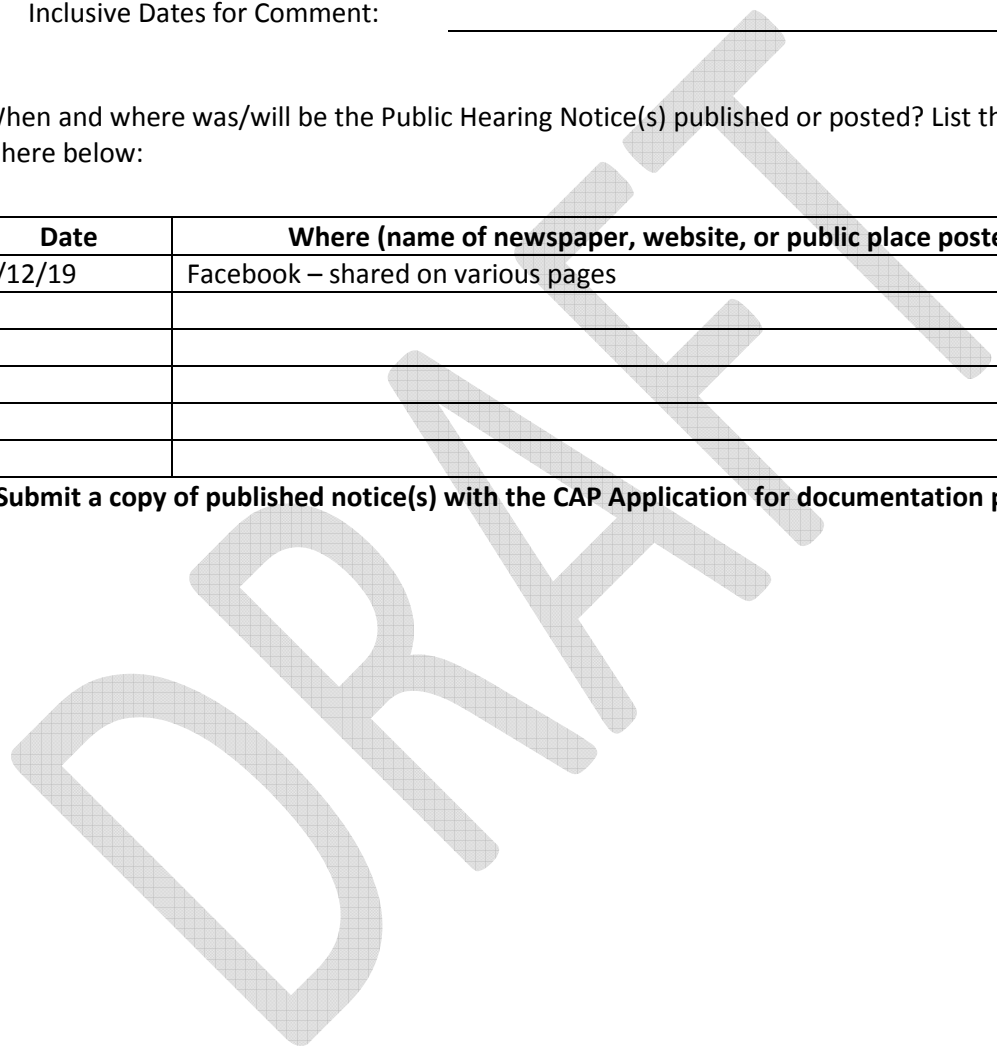 Inclusive Dates for Comment:
When and where was/will be the Public Hearing Notice(s) published or posted? List th
here below:
Date Where (name of newspaper, website, or public place poste
/12/19 Facebook – shared on various pages
Submit a copy of published notice(s) with the CAP Application for documentation p
DRAFT